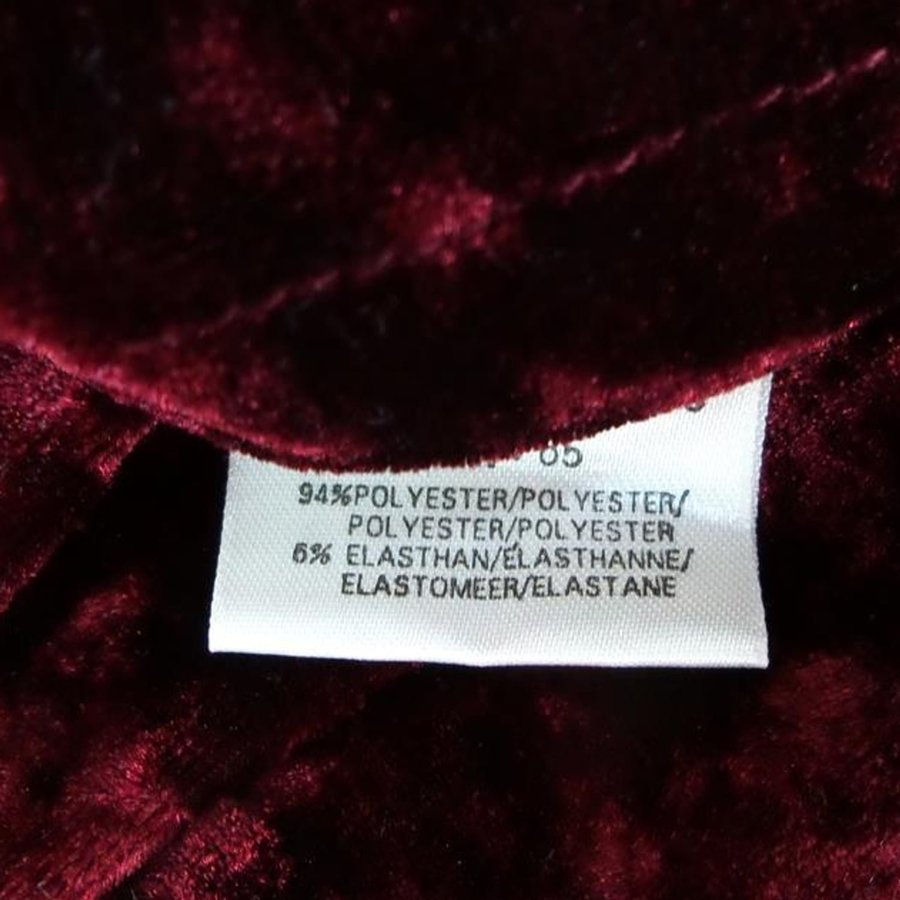 94%POLYESTER/POLYESTER/
POLYESTER/POLYESTER
6% ELASTHAN/ÉLASTHANNE/
ELASTOMEER/ELASTANE